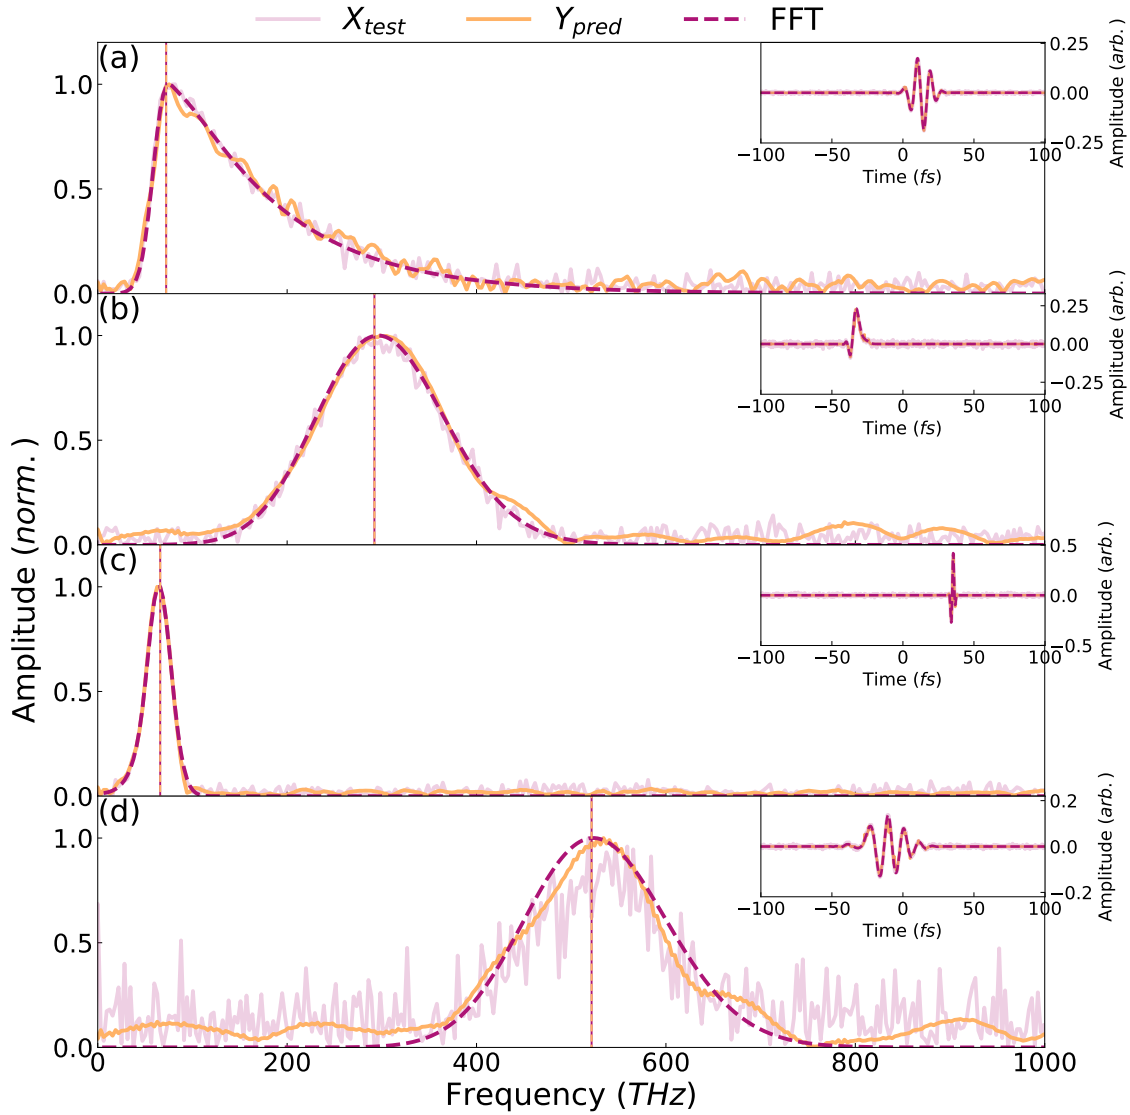 X_test Y_pred FFT
(a)
1.0
0.5
0.0
0.25
0.00
−0.25
Amplitude (arb.)
−100 −50 0 50 100
Time (fs)
(b)
1.0
0.5
0.0
0.25
0.00
−0.25
Amplitude (arb.)
−100 −50 0 50 100
Time (fs)
(c)
1.0
0.5
0.0
0.5
0.0
−0.5
Amplitude (arb.)
−100 −50 0 50 100
Time (fs)
(d)
1.0
0.5
0.0
0.2
0.0
−0.2
Amplitude (arb.)
−100 −50 0 50 100
Time (fs)
Amplitude (norm.)
0 200 400 600 800 1000
Frequency (THz)